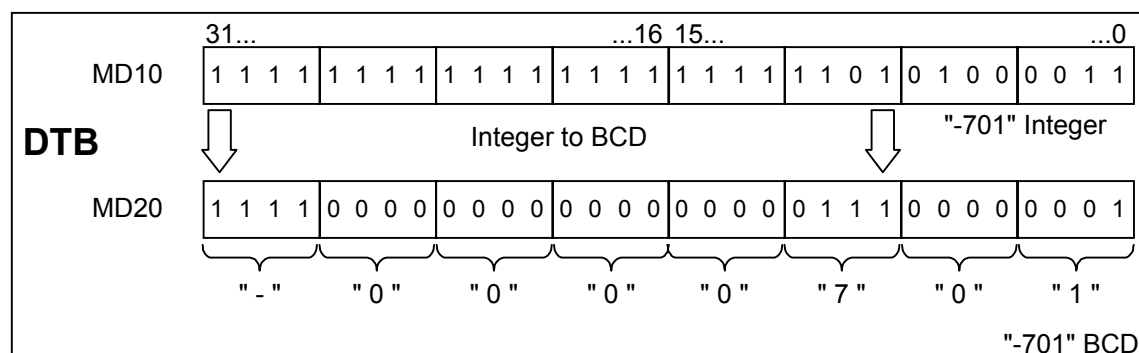 31... ...16 15... ...0
MD10 1 1 1 1 1 1 1 1 1 1 1 1 1 1 1 1 1 1 1 1 1 1 0 1 0 1 0 0 0 0 1 1
DTB Integer to BCD "-701" Integer
MD20 1 1 1 1 0 0 0 0 0 0 0 0 0 0 0 0 0 0 0 0 0 1 1 1 0 0 0 0 0 0 0 1
" - " " 0 " " 0 " " 0 " " 0 " " 7 " " 0 " " 1 "
"-701" BCD